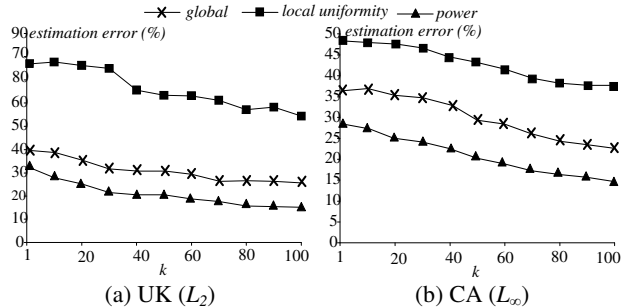 global local uniformity power
estimation error (%)
90
80
70
60
50
40
30
20
10
0
1 20 40 60 80 100
k
(a) UK (L2)
estimation error (%)
50
45
40
35
30
25
20
15
10
5
0
1 20 40 60 80 100
k
(b) CA (L∞)